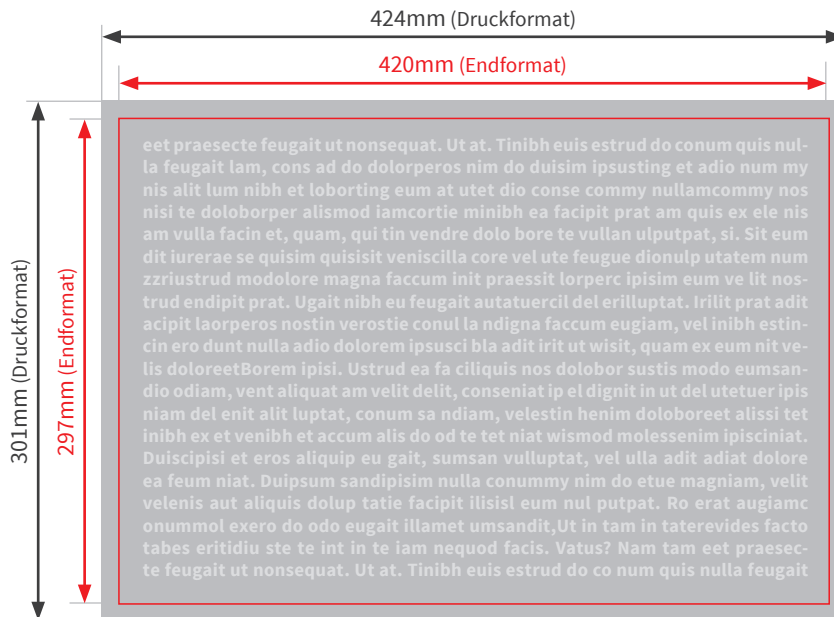 424mm (Druckformat)
420mm (Endformat)
301mm (Druckformat)
297mm (Endformat)
eet praesecte feugait ut nonsequat. Ut at. Tinibh euis estrud do conum quis nul-
la feugait lam, cons ad do dolorperos nim do duisim ipsusting et adio num my
nis alit lum nibh et loborting eum at utet dio conse commy nullamcommy nos
nisi te doloborper alismod iamcortie minibh ea facipit prat am quis ex ele nis
am vulla facin et, quam, qui tin vendre dolo bore te vullan ulputpat, si. Sit eum
dit iurerae se quisim quisisit veniscilla core vel ute feugue dionulp utatem num
zzriustrud modolore magna faccum init praessit lorperc ipisim eum ve lit nos-
trud endipit prat. Ugait nibh eu feugait autatuercil del erilluptat. Irilit prat adit
acipit laorperos nostin verostie conul la ndigna faccum eugiam, vel inibh estin-
cin ero dunt nulla adio dolorem ipsusci bla adit irit ut wisit, quam ex eum nit ve-
lis doloreetBorem ipisi. Ustrud ea fa ciliquis nos dolobor sustis modo eumsan-
dio odiam, vent aliquat am velit delit, conseniat ip el dignit in ut del utetuer ipis
niam del enit alit luptat, conum sa ndiam, velestin henim doloboreet alissi tet
inibh ex et venibh et accum alis do od te tetniat wismod molessenim ipisciniat.
Duiscipisi et eros aliquip eu gait, sumsan vulluptat, vel ulla adit adiat dolore
ea feum niat. Duipsum sandipisim nulla conummy nim do etue magniam, velit
velenis aut aliquis dolup tatie facipit ilisisl eum nul putpat. Ro erat augiamc
onummol exero do odo eugait illamet umsandit,Ut in tam in taterevides facto
tabes eritidiu ste te int in te iam nequod facis. Vatus? Nam tam eet praesec-
te feugait ut nonsequat. Ut at. Tinibh euis estrud do co num quis nulla feugait